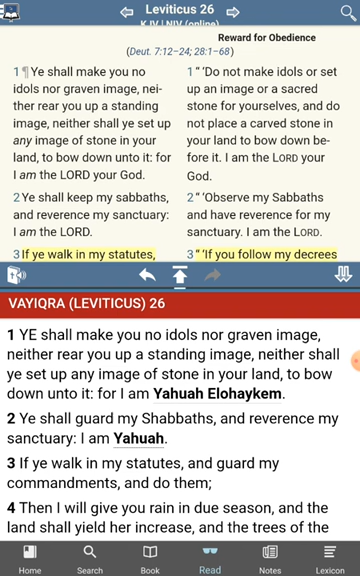 Leviticus 26
KJV | NIV (online)
Reward for Obedience
(Deut. 7:12–24; 28:1–68)
1 ¶ Ye shall make you no
idols nor graven image, nei-
ther rear you up a standing
image, neither shall ye set up
any image of stone in your
land, to bow down unto it: for
I am the LORD your God.
2 Ye shall keep my sabbaths,
and reverence my sanctuary:
I am the LORD.
3 If ye walk in my statutes,
1 “ ‘Do not make idols or set
up an image or a sacred
stone for yourselves, and do
not place a carved stone in
your land to bow down be-
fore it. I am the LORD your
God.
2 “ ‘Observe my Sabbaths
and have reverence for my
sanctuary. I am the LORD.
3 “ ‘If you follow my decrees
VAYIQRA (LEVITICUS) 26
1 YE shall make you no idols nor graven image,
neither rear you up a standing image, neither shall
ye set up any image of stone in your land, to bow
down unto it: for I am Yahuah Elohaykem.
2 Ye shall guard my Shabbaths, and reverence my
sanctuary: I am Yahuah.
3 If ye walk in my statutes, and guard my
commandments, and do them;
4 Then I will give you rain in due season, and the
land shall yield her increase, and the trees of the
Home Search Book Read Notes Lexicon